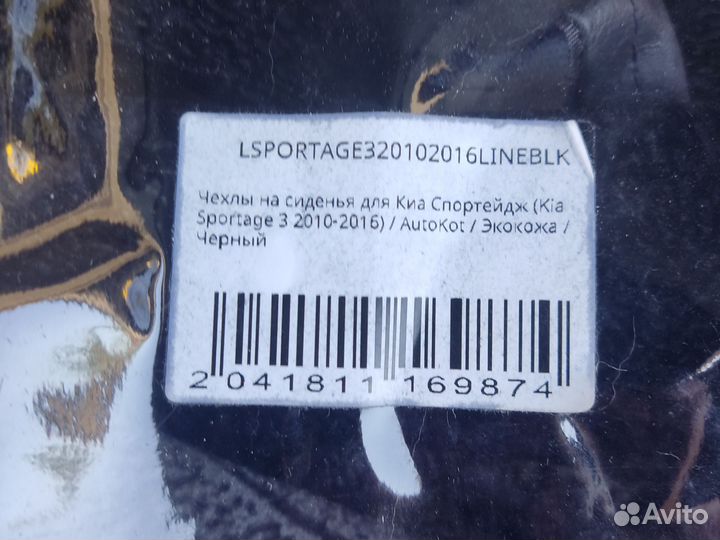 LSPORTAGE320102016LINEBLK
Чехлы на сиденья для Киа Спортейдж (Kia
Sportage 3 2010-2016) / AutoKot / Экокожа /
Черный
2 041811 169874
Avito